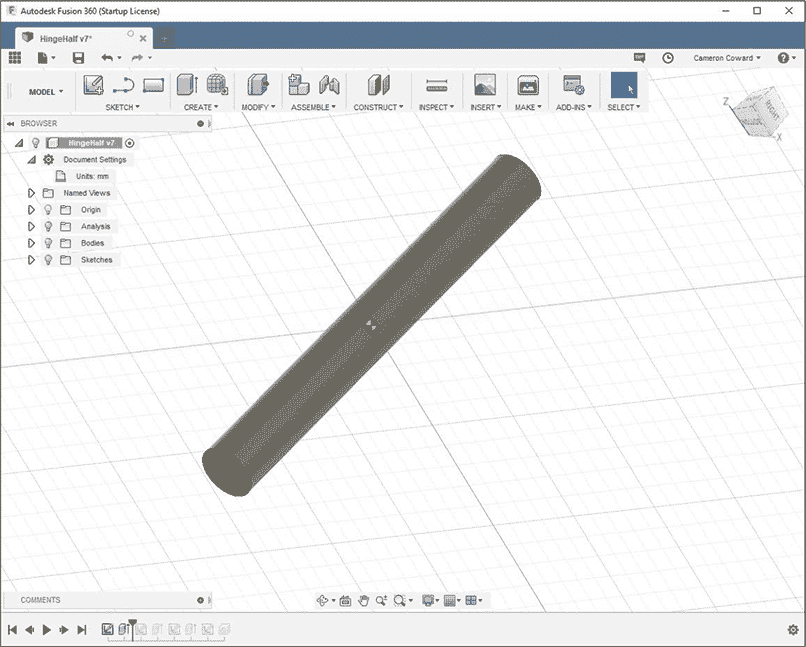 Autodesk Fusion 360 (Startup License)
HingeHalf v7*
Cameron Coward
MODEL
SKETCH
CREATE
MODIFY
ASSEMBLE
CONSTRUCT
INSPECT
INSERT
MAKE
ADD-INS
SELECT
BROWSER
HingeHalf v7
Document Settings
Units: mm
Named Views
Origin
Analysis
Bodies
Sketches
Z
RIGHT
X
COMMENTS